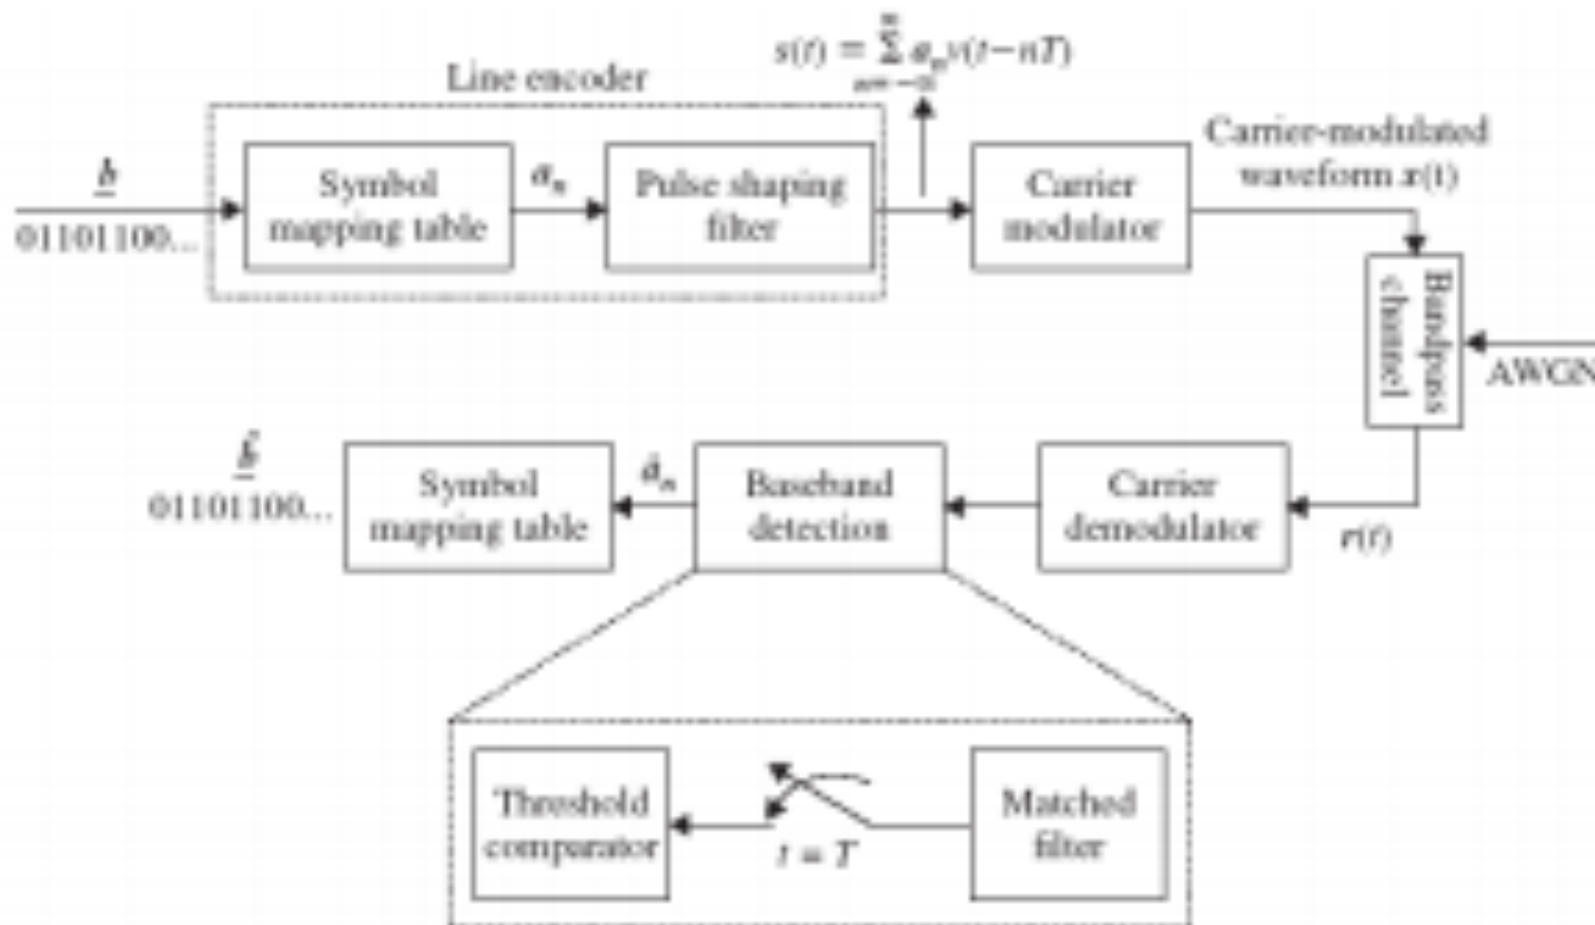 s(t) = ∞
Σ aₙv(t−nT)
n=−∞
Line encoder
Carrier-modulated
waveform x(t)
b
01101100...
Symbol
mapping table
aₙ
Pulse shaping
filter
Carrier
modulator
Bandpass
channel
AWGN
b̂
01101100...
Symbol
mapping table
âₙ
Baseband
detection
Carrier
demodulator
r(t)
Threshold
comparator
t = T
Matched
filter